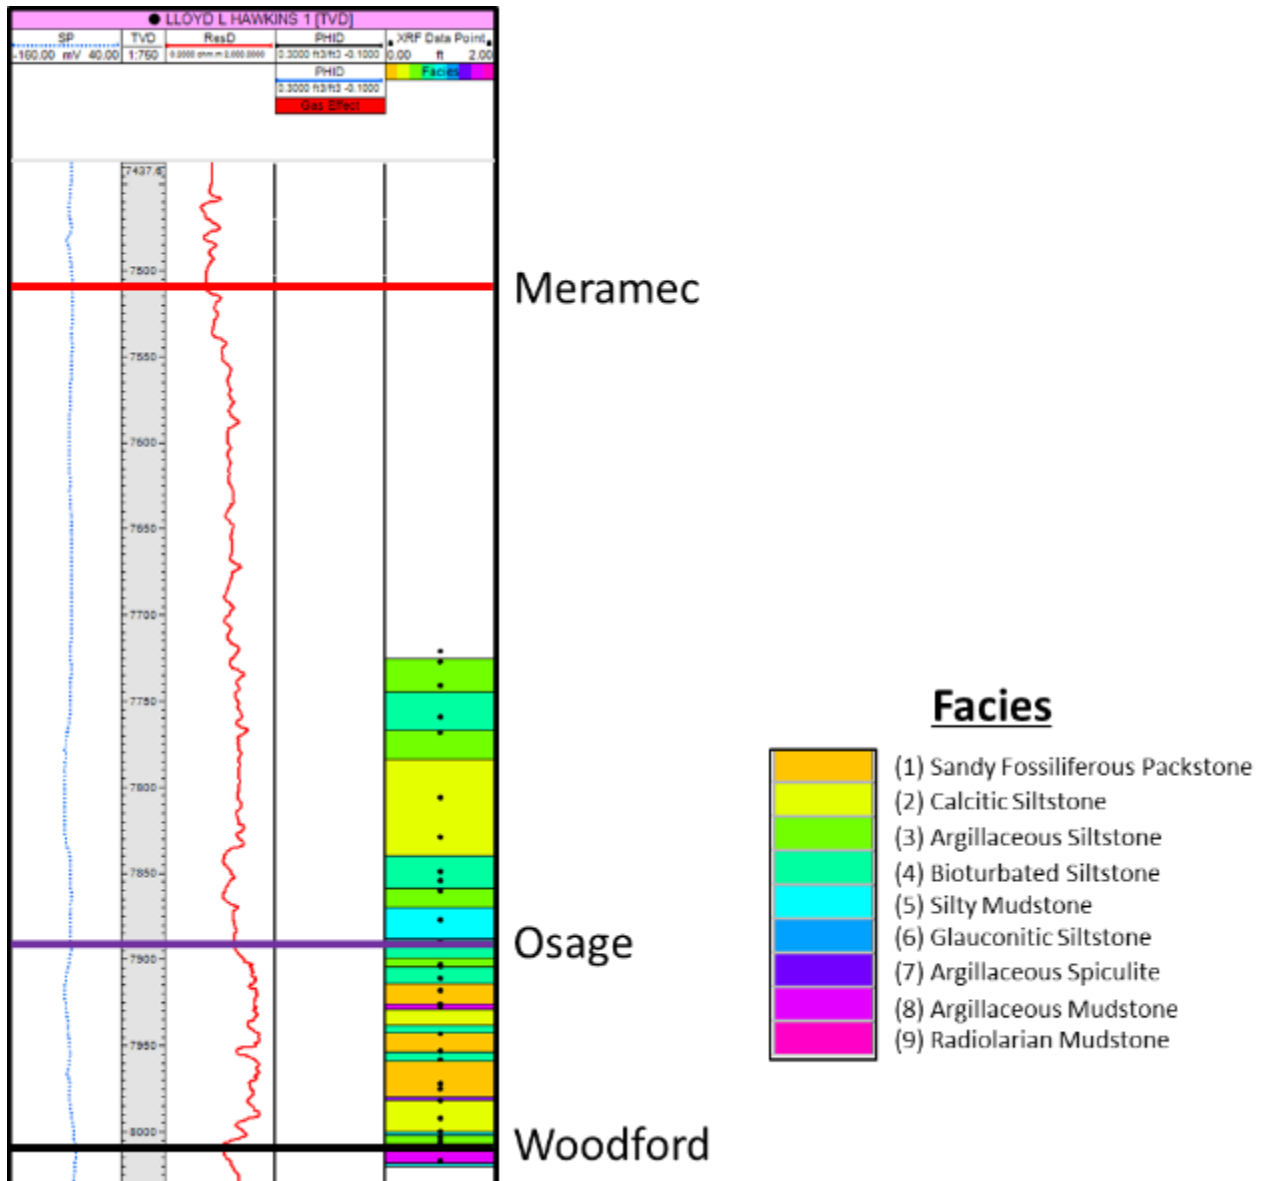 LLOYD L HAWKINS 1 [TVD]
SP TVD ResD PHID XRF Data Point
-160.00 mV 40.00 1:750 0.3000 ft3/ft3 -0.1000 0.00 ft 2.00
PHID Facies
0.3000 ft3/ft3 -0.1000
Gas Effect
7437.6
7500
Meramec
7550
7600
7650
7700
7750
7800
7850
Osage
7900
7950
8000
Woodford
Facies
(1) Sandy Fossiliferous Packstone
(2) Calcitic Siltstone
(3) Argillaceous Siltstone
(4) Bioturbated Siltstone
(5) Silty Mudstone
(6) Glauconitic Siltstone
(7) Argillaceous Spiculite
(8) Argillaceous Mudstone
(9) Radiolarian Mudstone